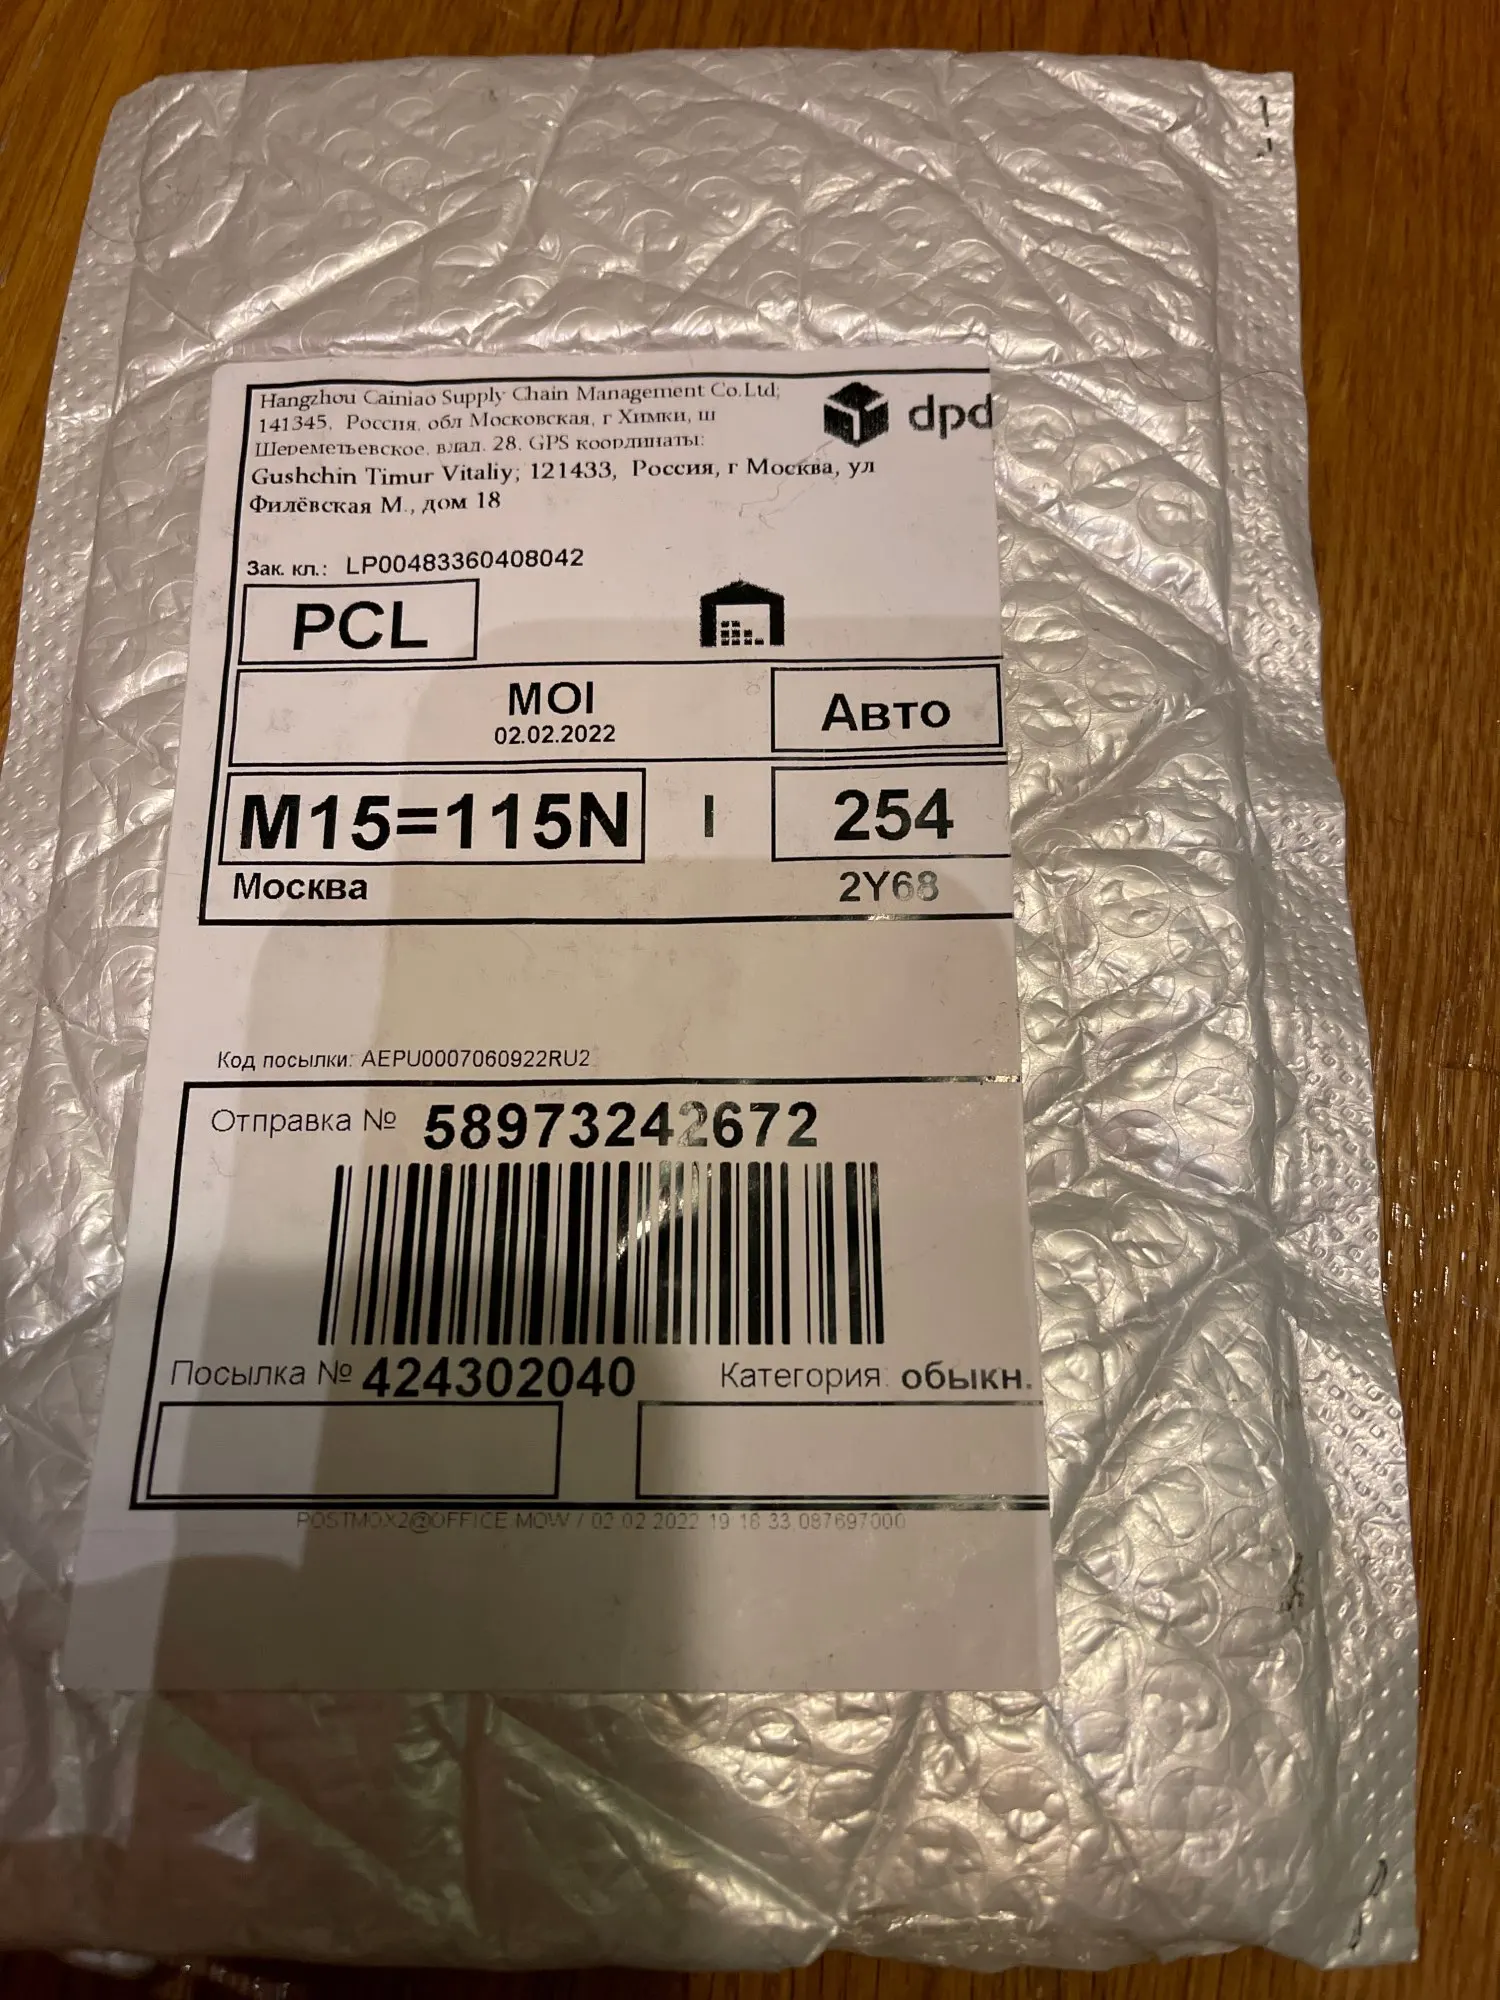 Hangzhou Cainiao Supply Chain Management Co.Ltd;
141345, Россия, обл Московская, г Химки, ш
Шереметьевское, влад. 28, GPS координаты:
Gushchin Timur Vitaliy; 121433, Россия, г Москва, ул
Филёвская М., дом 18
dpd
Зак. кл.: LP00483360408042
PCL
MOI
02.02.2022
Авто
M15=115N I 254
Москва 2Y68
Код посылки: AEPU0007060922RU2
Отправка № 58973242672
Посылка № 424302040 Категория: обыкн.
POSTMOX2@OFFICE-MOW / 02.02.2022 19:16:33,087697000